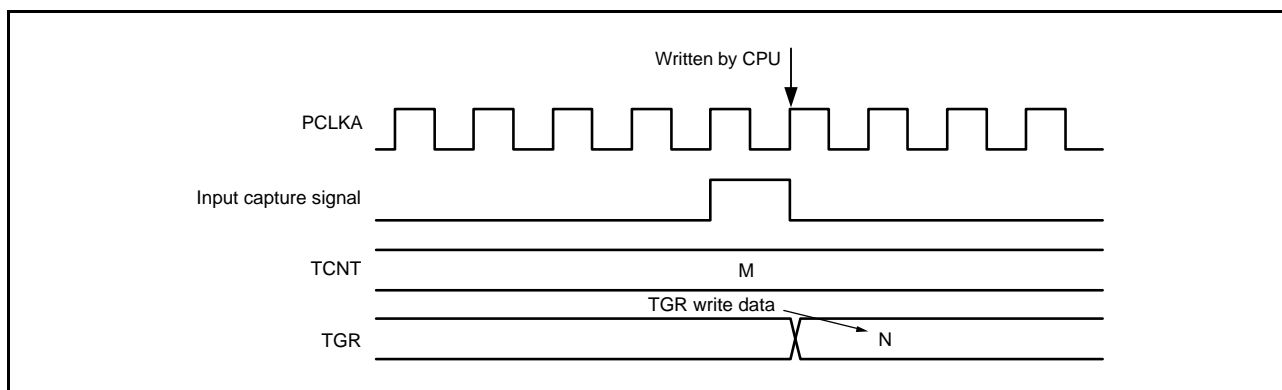 Written by CPU
PCLKA
Input capture signal
TCNT
M
TGR write data
TGR
N